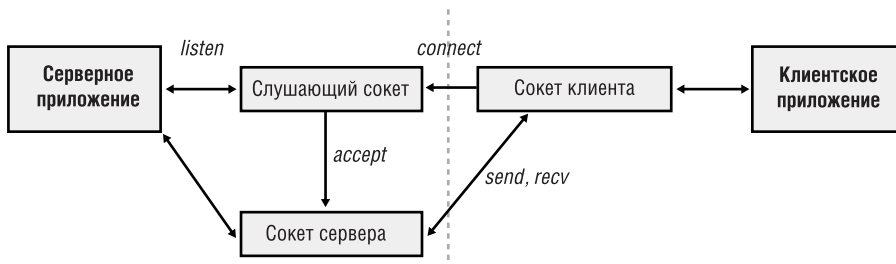 listen
connect
Серверное
приложение
Слушающий сокет
Сокет клиента
Клиентское
приложение
accept
send, recv
Сокет сервера